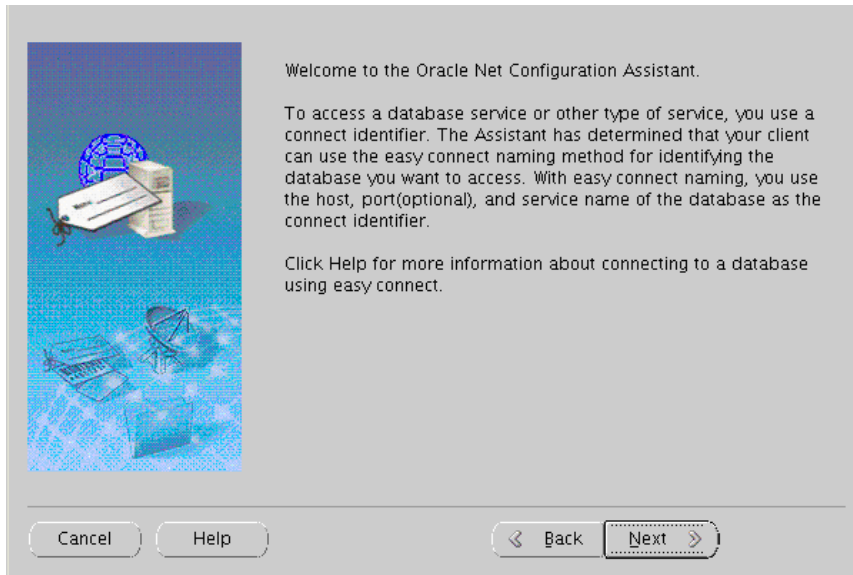 Welcome to the Oracle Net Configuration Assistant.
To access a database service or other type of service, you use a
connect identifier. The Assistant has determined that your client
can use the easy connect naming method for identifying the
database you want to access. With easy connect naming, you use
the host, port(optional), and service name of the database as the
connect identifier.
Click Help for more information about connecting to a database
using easy connect.
Cancel
Help
Back
Next